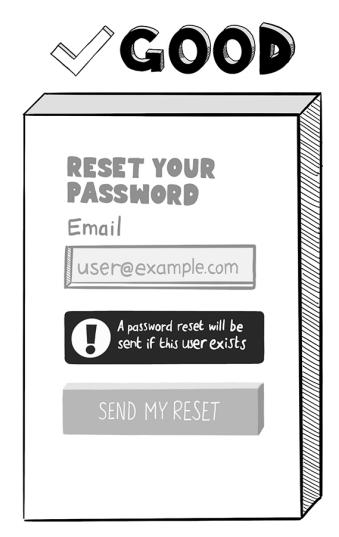 GOOD
RESET YOUR
PASSWORD
Email
user@example.com
A password reset will be
sent if this user exists
SEND MY RESET